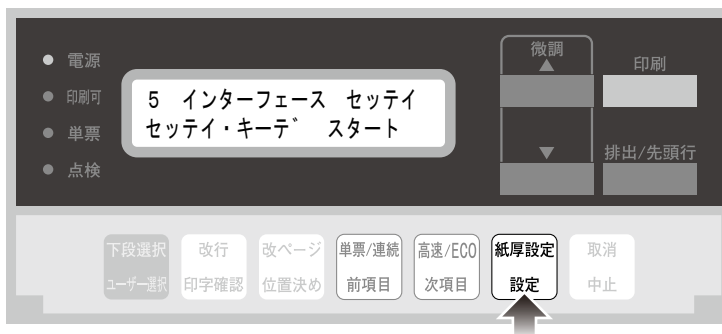 電源
印刷可
単票
点検
5 インターフェース セッテイ
セッテイ・キーデ゛ スタート
微調
▲
▼
印刷
排出/先頭行
下段選択
ユーザー選択
改行
印字確認
改ページ
位置決め
単票/連続
前項目
高速/ECO
次項目
紙厚設定
設定
取消
中止